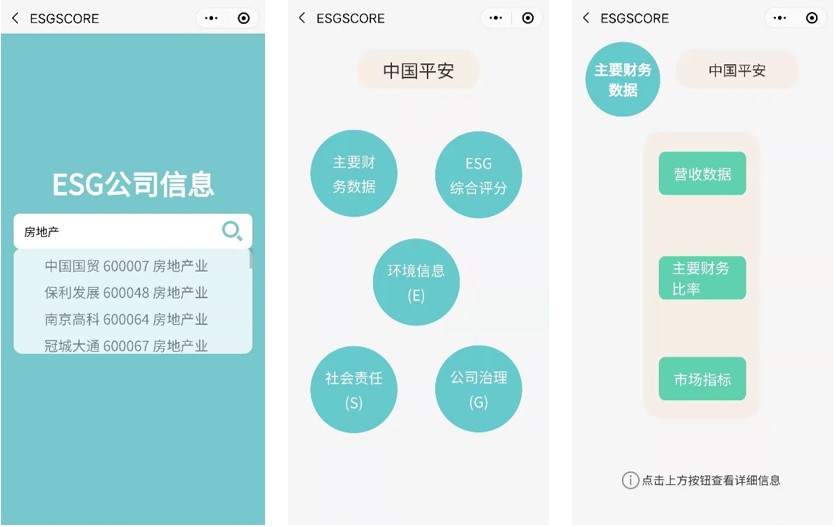 ESGSCORE
ESG公司信息
房地产
中国国贸 600007 房地产业
保利发展 600048 房地产业
南京高科 600064 房地产业
冠城大通 600067 房地产业
ESGSCORE
中国平安
主要财
务数据
ESG
综合评分
环境信息
(E)
社会责任
(S)
公司治理
(G)
ESGSCORE
主要财务
数据
中国平安
营收数据
主要财务
比率
市场指标
点击上方按钮查看详细信息